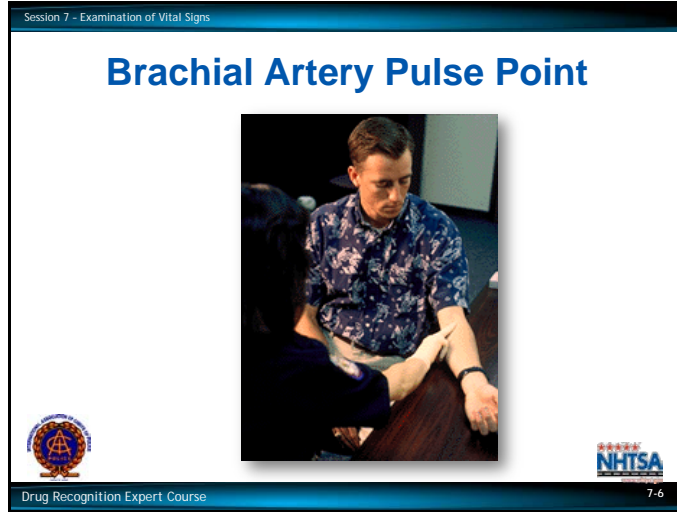 Session 7 - Examination of Vital Signs
Brachial Artery Pulse Point
NHTSA
Drug Recognition Expert Course
7-6